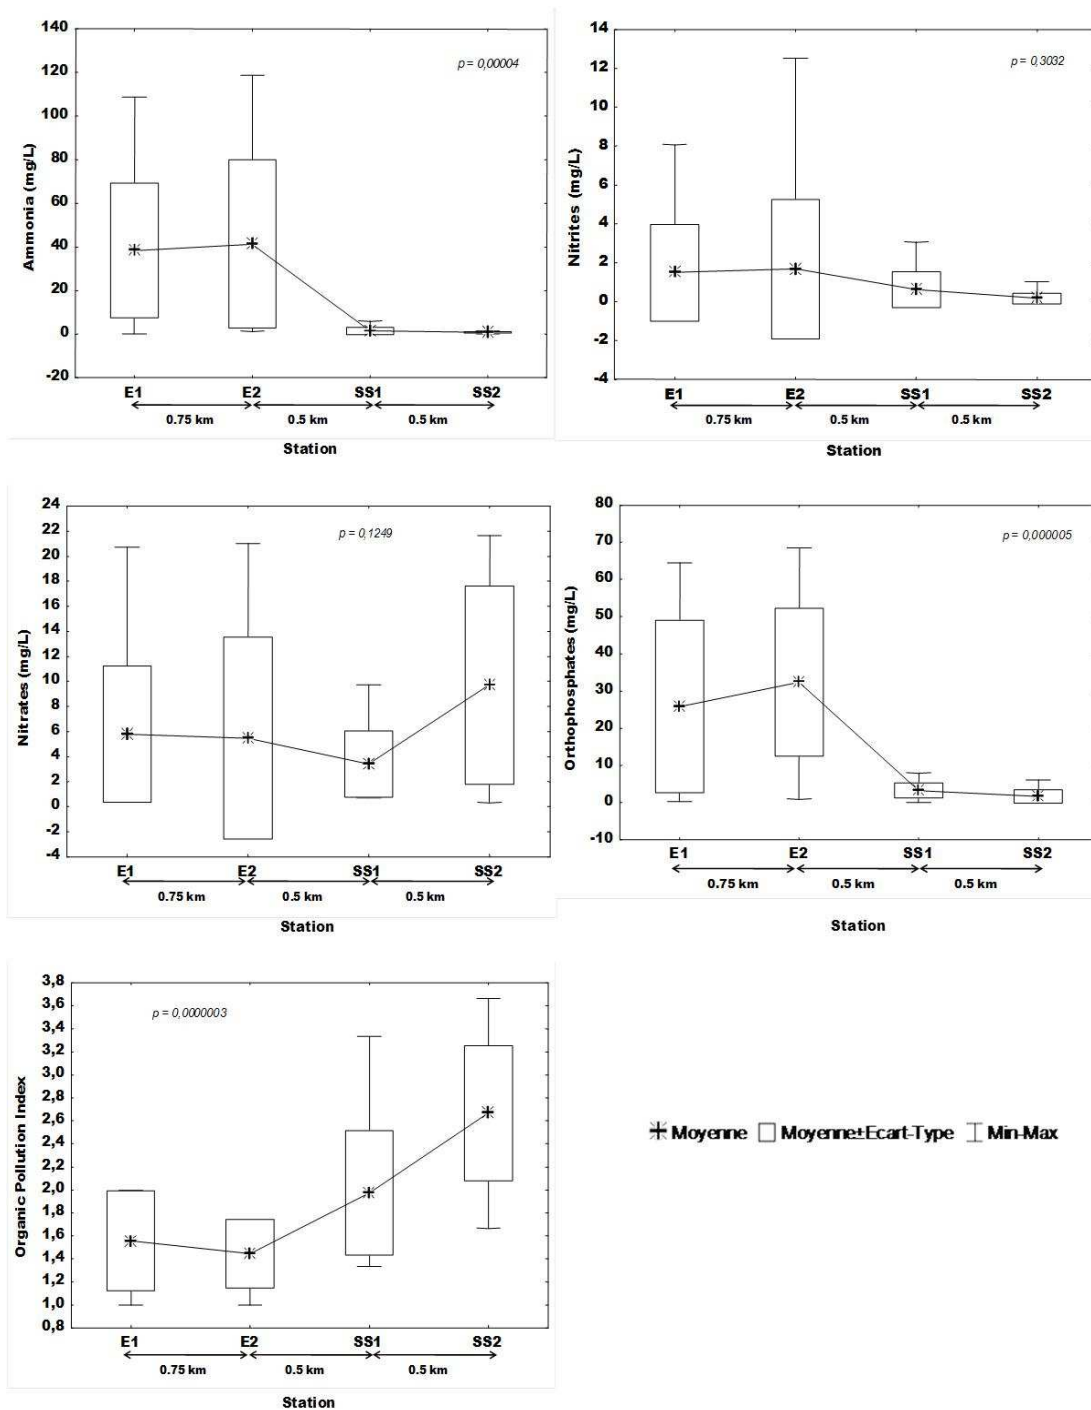 Ammonia (mg/L)
140
120
100
80
60
40
20
0
-20
p = 0,00004
E1 E2 SS1 SS2
0.75 km 0.5 km 0.5 km
Station
Nitrites (mg/L)
14
12
10
8
6
4
2
0
-2
-4
p = 0,3032
E1 E2 SS1 SS2
0.75 km 0.5 km 0.5 km
Station
Nitrates (mg/L)
24
22
20
18
16
14
12
10
8
6
4
2
0
-2
-4
p = 0,1249
E1 E2 SS1 SS2
0.75 km 0.5 km 0.5 km
Station
Orthophosphates (mg/L)
80
70
60
50
40
30
20
10
0
-10
p = 0,000005
E1 E2 SS1 SS2
0.75 km 0.5 km 0.5 km
Station
Organic Pollution Index
3,8
3,6
3,4
3,2
3,0
2,8
2,6
2,4
2,2
2,0
1,8
1,6
1,4
1,2
1,0
0,8
p = 0,0000003
E1 E2 SS1 SS2
0.75 km 0.5 km 0.5 km
Station
Moyenne Moyenne±Ecart-Type Min-Max